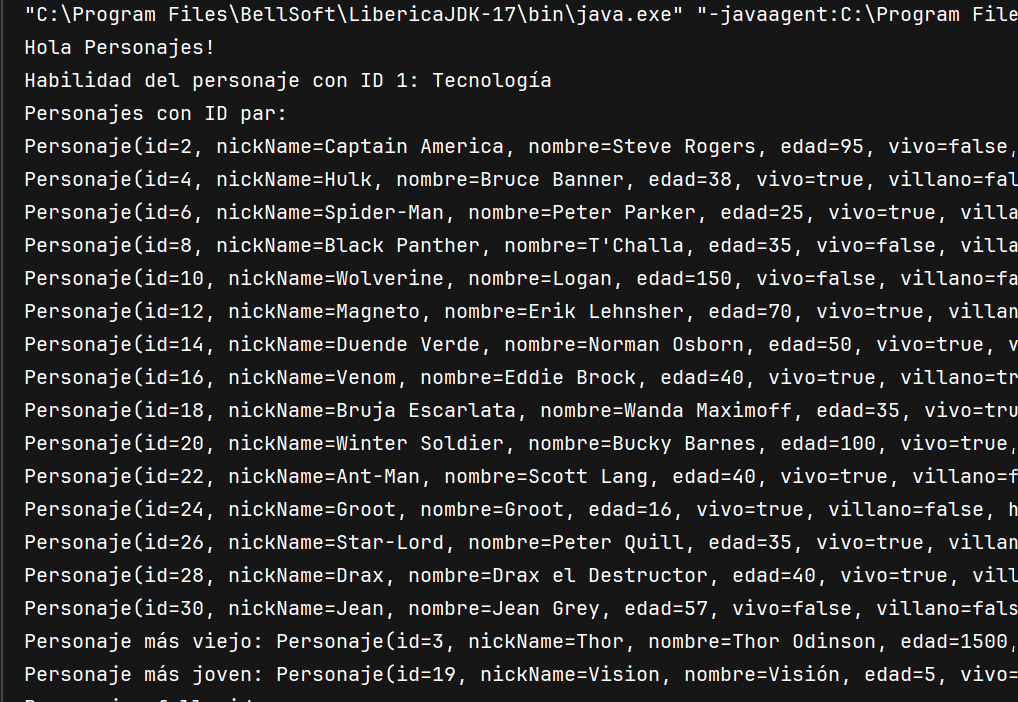 "C:\Program Files\BellSoft\LibericaJDK-17\bin\java.exe" "-javaagent:C:\Program File
Hola Personajes!
Habilidad del personaje con ID 1: Tecnología
Personajes con ID par:
Personaje(id=2, nickName=Captain America, nombre=Steve Rogers, edad=95, vivo=false,
Personaje(id=4, nickName=Hulk, nombre=Bruce Banner, edad=38, vivo=true, villano=fal
Personaje(id=6, nickName=Spider-Man, nombre=Peter Parker, edad=25, vivo=true, villa
Personaje(id=8, nickName=Black Panther, nombre=T'Challa, edad=35, vivo=false, villa
Personaje(id=10, nickName=Wolverine, nombre=Logan, edad=150, vivo=false, villano=fa
Personaje(id=12, nickName=Magneto, nombre=Erik Lehnsher, edad=70, vivo=true, villan
Personaje(id=14, nickName=Duende Verde, nombre=Norman Osborn, edad=50, vivo=true, v
Personaje(id=16, nickName=Venom, nombre=Eddie Brock, edad=40, vivo=true, villano=tr
Personaje(id=18, nickName=Bruja Escarlata, nombre=Wanda Maximoff, edad=35, vivo=tru
Personaje(id=20, nickName=Winter Soldier, nombre=Bucky Barnes, edad=100, vivo=true,
Personaje(id=22, nickName=Ant-Man, nombre=Scott Lang, edad=40, vivo=true, villano=f
Personaje(id=24, nickName=Groot, nombre=Groot, edad=16, vivo=true, villano=false, h
Personaje(id=26, nickName=Star-Lord, nombre=Peter Quill, edad=35, vivo=true, villan
Personaje(id=28, nickName=Drax, nombre=Drax el Destructor, edad=40, vivo=true, vill
Personaje(id=30, nickName=Jean, nombre=Jean Grey, edad=57, vivo=false, villano=fals
Personaje más viejo: Personaje(id=3, nickName=Thor, nombre=Thor Odinson, edad=1500,
Personaje más joven: Personaje(id=19, nickName=Vision, nombre=Visión, edad=5, vivo=